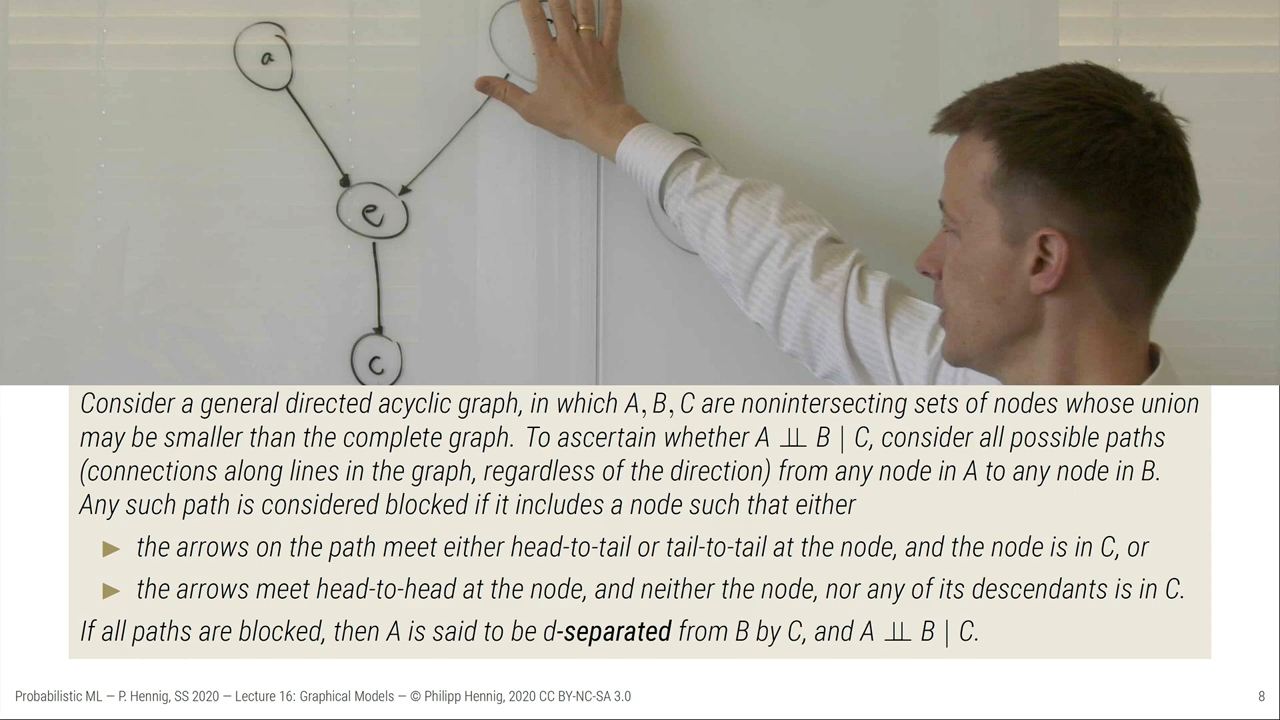 a
e
c
Consider a general directed acyclic graph, in which A, B, C are nonintersecting sets of nodes whose union
may be smaller than the complete graph. To ascertain whether A ⫫ B | C, consider all possible paths
(connections along lines in the graph, regardless of the direction) from any node in A to any node in B.
Any such path is considered blocked if it includes a node such that either
▶ the arrows on the path meet either head-to-tail or tail-to-tail at the node, and the node is in C, or
▶ the arrows meet head-to-head at the node, and neither the node, nor any of its descendants is in C.
If all paths are blocked, then A is said to be d-separated from B by C, and A ⫫ B | C.
Probabilistic ML — P. Hennig, SS 2020 — Lecture 16: Graphical Models — © Philipp Hennig, 2020 CC BY-NC-SA 3.0
8